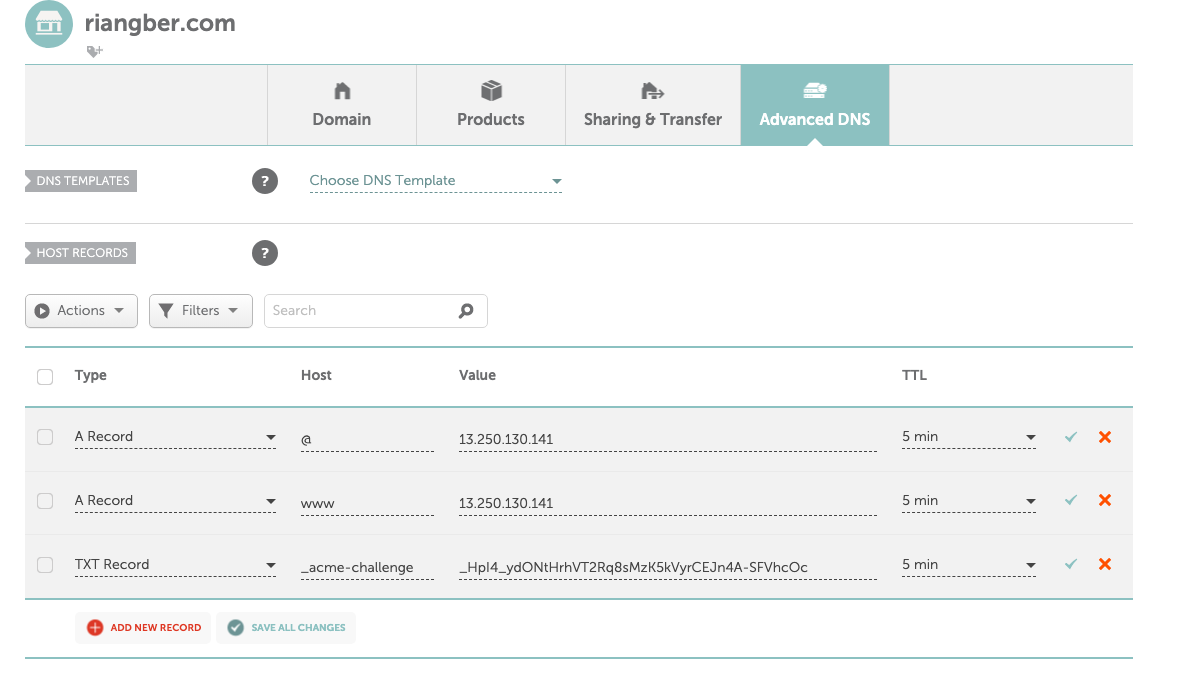 riangber.com
Domain
Products
Sharing & Transfer
Advanced DNS
DNS TEMPLATES
?
Choose DNS Template
HOST RECORDS
?
Actions
Filters
Search
Type Host Value TTL
A Record @ 13.250.130.141 5 min
A Record www 13.250.130.141 5 min
TXT Record _acme-challenge _HpI4_ydONtHrhVT2Rq8sMzK5kVyrCEJn4A-SFVhcOc 5 min
ADD NEW RECORD
SAVE ALL CHANGES